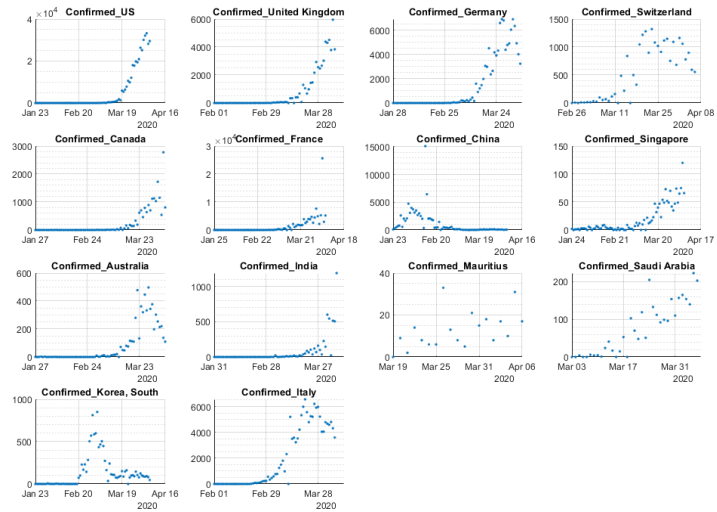 Confirmed_US
×10^4
4
2
0
Jan 23
Feb 20
Mar 19
Apr 16
2020
Confirmed_United Kingdom
6000
4000
2000
0
Feb 01
Feb 29
Mar 28
2020
Confirmed_Germany
6000
4000
2000
0
Jan 28
Feb 25
Mar 24
2020
Confirmed_Switzerland
1500
1000
500
0
Feb 26
Mar 11
Mar 25
Apr 08
2020
Confirmed_Canada
3000
2000
1000
0
Jan 27
Feb 24
Mar 23
2020
Confirmed_France
×10^4
3
2
1
0
Jan 25
Feb 22
Mar 21
Apr 18
2020
Confirmed_China
15000
10000
5000
0
Jan 23
Feb 20
Mar 19
Apr 16
2020
Confirmed_Singapore
150
100
50
0
Jan 24
Feb 21
Mar 20
Apr 17
2020
Confirmed_Australia
600
400
200
0
Jan 27
Feb 24
Mar 23
2020
Confirmed_India
1000
500
0
Jan 31
Feb 28
Mar 27
2020
Confirmed_Mauritius
40
20
0
Mar 19
Mar 25
Mar 31
Apr 06
2020
Confirmed_Saudi Arabia
200
100
0
Mar 03
Mar 17
Mar 31
2020
Confirmed_Korea, South
1000
500
0
Jan 23
Feb 20
Mar 19
Apr 16
2020
Confirmed_Italy
6000
4000
2000
0
Feb 01
Feb 29
Mar 28
2020